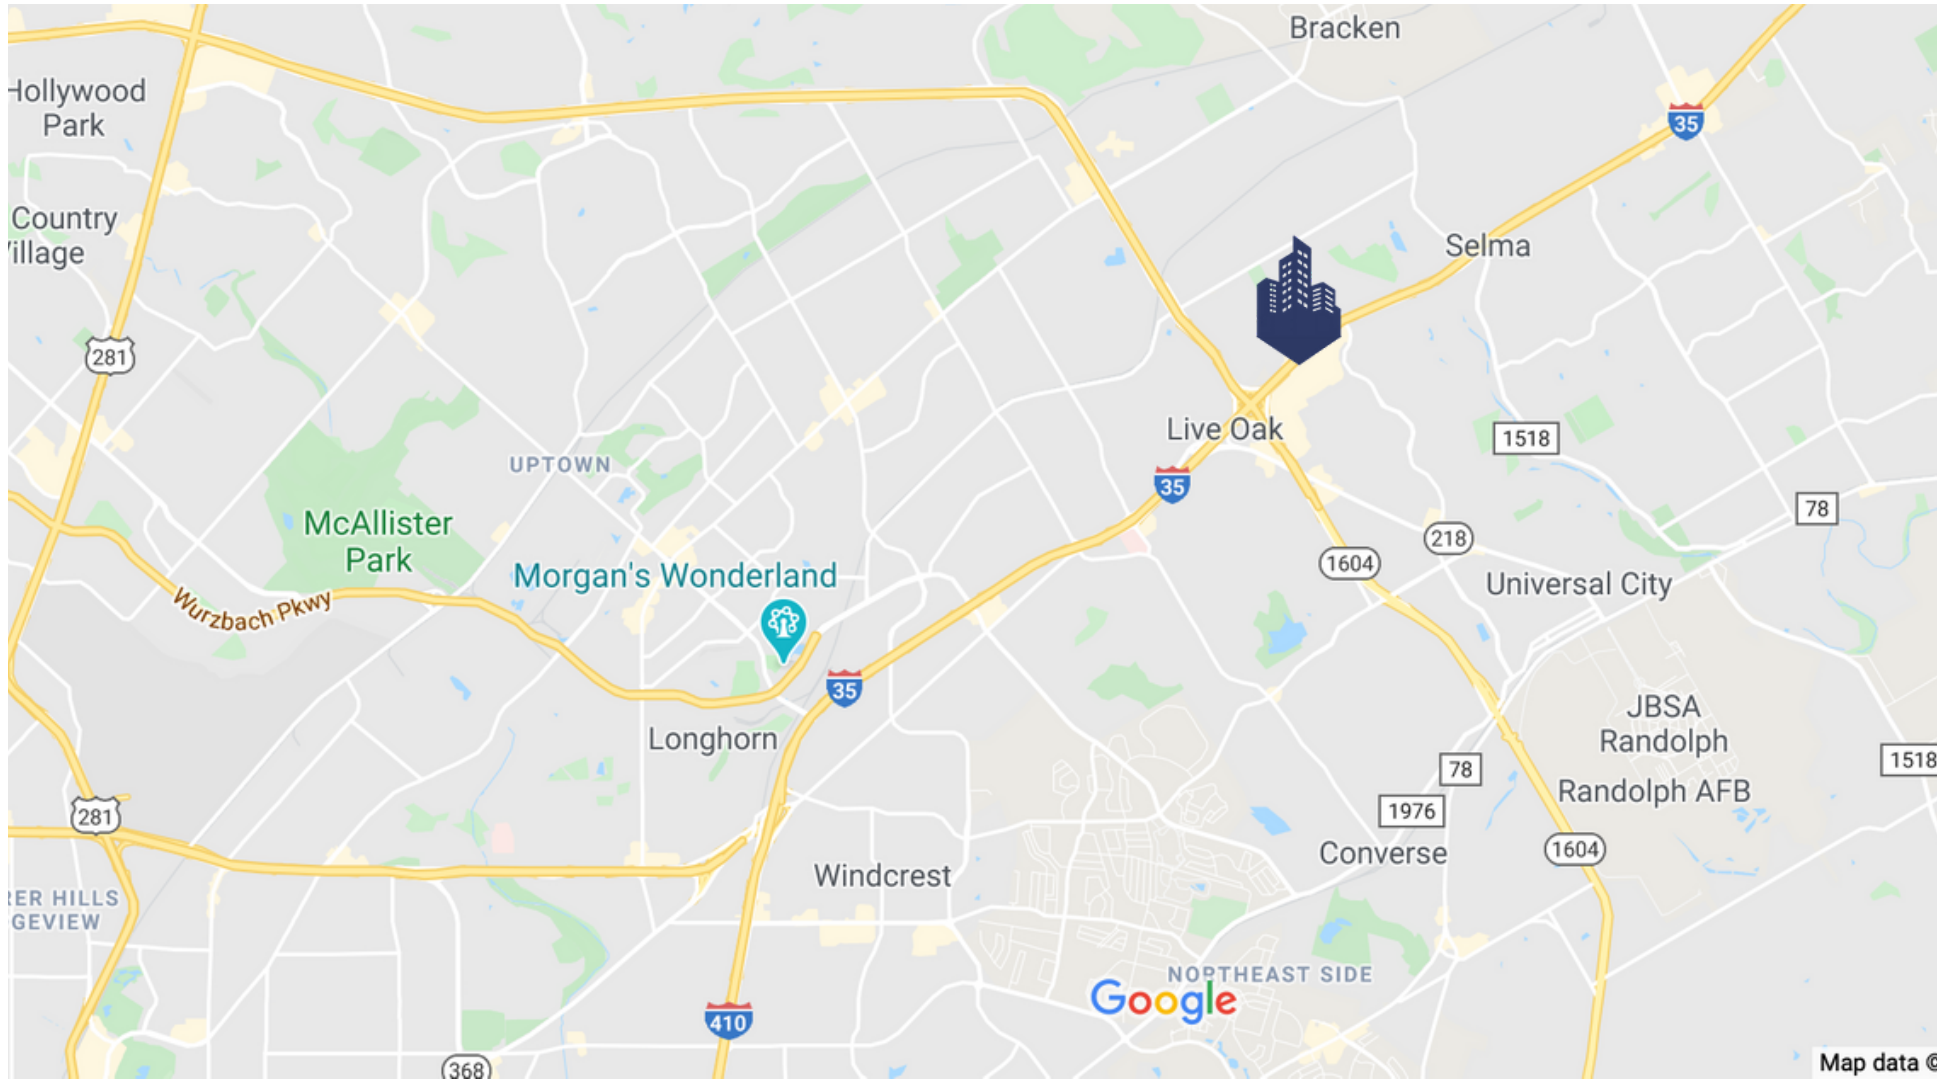 Bracken
Hollywood
Park
35
Country
Village
Selma
281
Live Oak
1518
UPTOWN
35
78
McAllister
Park
218
Morgan's Wonderland
1604
Universal City
Wurzbach Pkwy
35
JBSA
Randolph
Longhorn
1518
78
Randolph AFB
281
1976
Converse
1604
Windcrest
RER HILLS
GEVIEW
NORTHEAST SIDE
Google
410
Map data ©
368